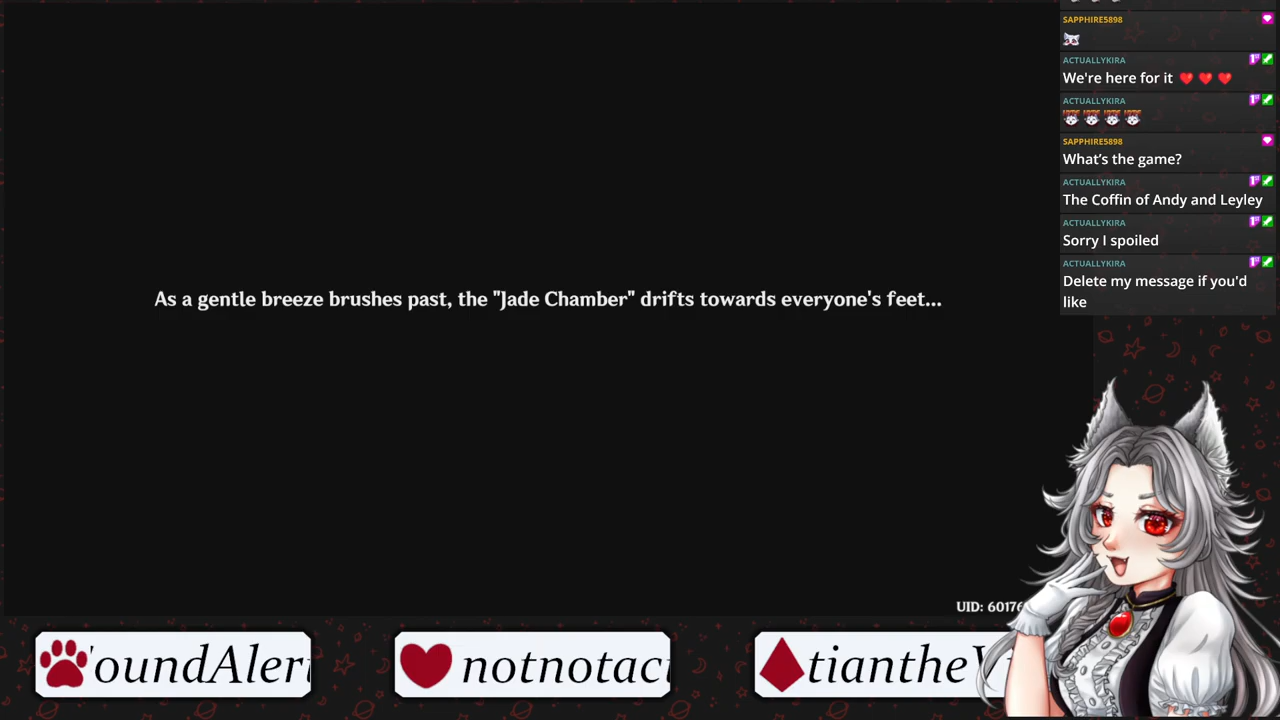 SAPPHIRE5898
ACTUALLYKIRA
We're here for it
ACTUALLYKIRA
SAPPHIRE5898
What's the game?
ACTUALLYKIRA
The Coffin of Andy and Leyley
ACTUALLYKIRA
Sorry I spoiled
ACTUALLYKIRA
Delete my message if you'd
like
As a gentle breeze brushes past, the "Jade Chamber" drifts towards everyone's feet...
UID: 60176
oundAler
notnotac
tiantheV